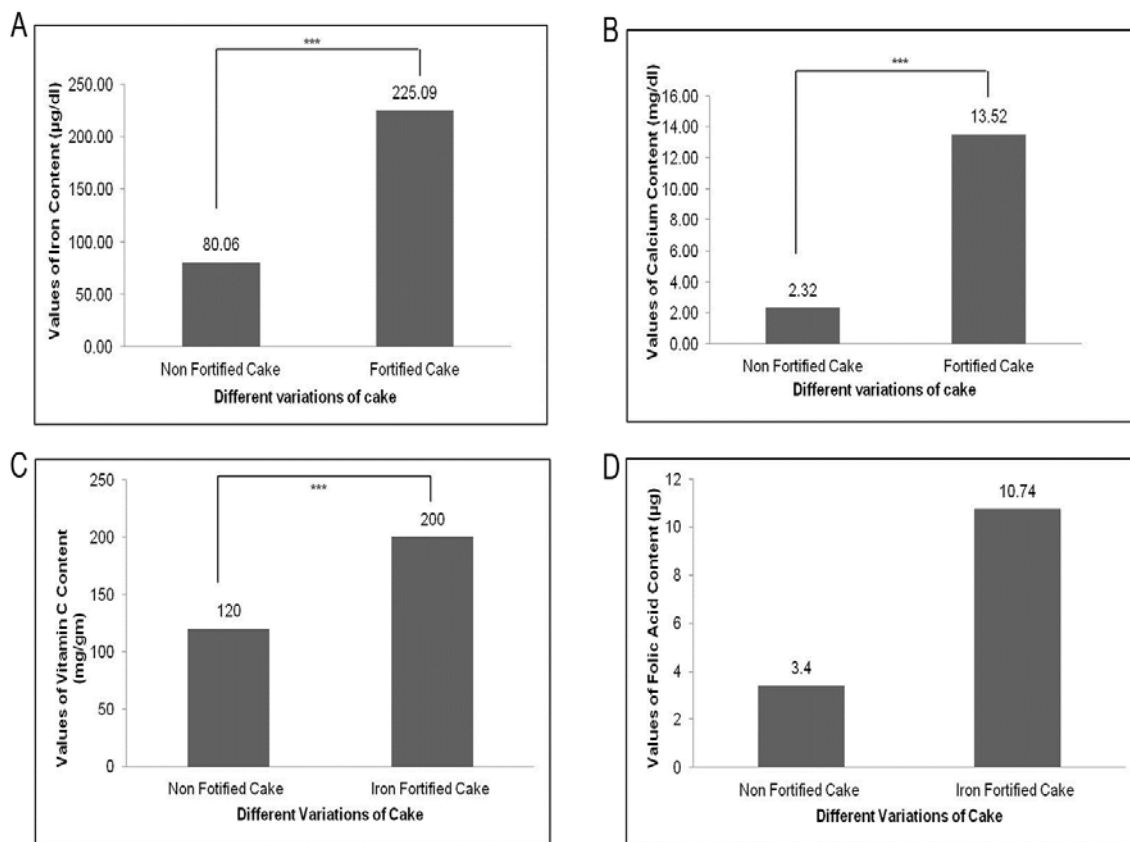 A
***
Values of Iron Content (µg/dl)
250.00
200.00
150.00
100.00
50.00
0.00
80.06
225.09
Non Fortified Cake Fortified Cake
Different variations of cake
B
***
Values of Calcium Content (mg/dl)
16.00
14.00
12.00
10.00
8.00
6.00
4.00
2.00
0.00
2.32
13.52
Non Fortified Cake Fortified Cake
Different variations of cake
C
***
Values of Vitamin C Content
(mg/gm)
250
200
150
100
50
0
120
200
Non Fotified Cake Iron Fortified Cake
Different Variations of Cake
D
Values of Folic Acid Content (µg)
12
10
8
6
4
2
0
3.4
10.74
Non Fortified Cake Iron Fortified Cake
Different Variations of Cake